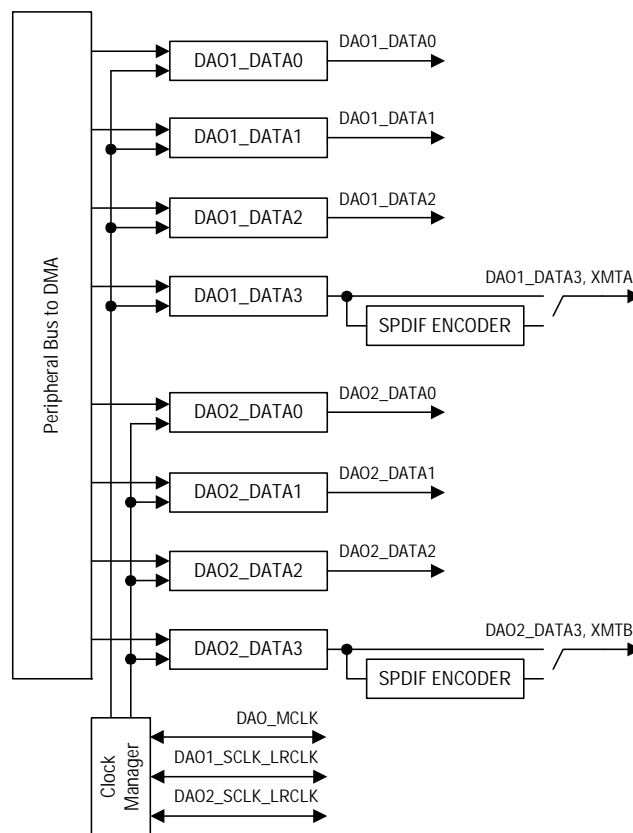 Peripheral Bus to DMA
DAO1_DATA0
DAO1_DATA0
DAO1_DATA1
DAO1_DATA1
DAO1_DATA2
DAO1_DATA2
DAO1_DATA3
DAO1_DATA3, XMTA
SPDIF ENCODER
DAO2_DATA0
DAO2_DATA0
DAO2_DATA1
DAO2_DATA1
DAO2_DATA2
DAO2_DATA2
DAO2_DATA3
DAO2_DATA3, XMTB
SPDIF ENCODER
Clock
Manager
DAO_MCLK
DAO1_SCLK_LRCLK
DAO2_SCLK_LRCLK